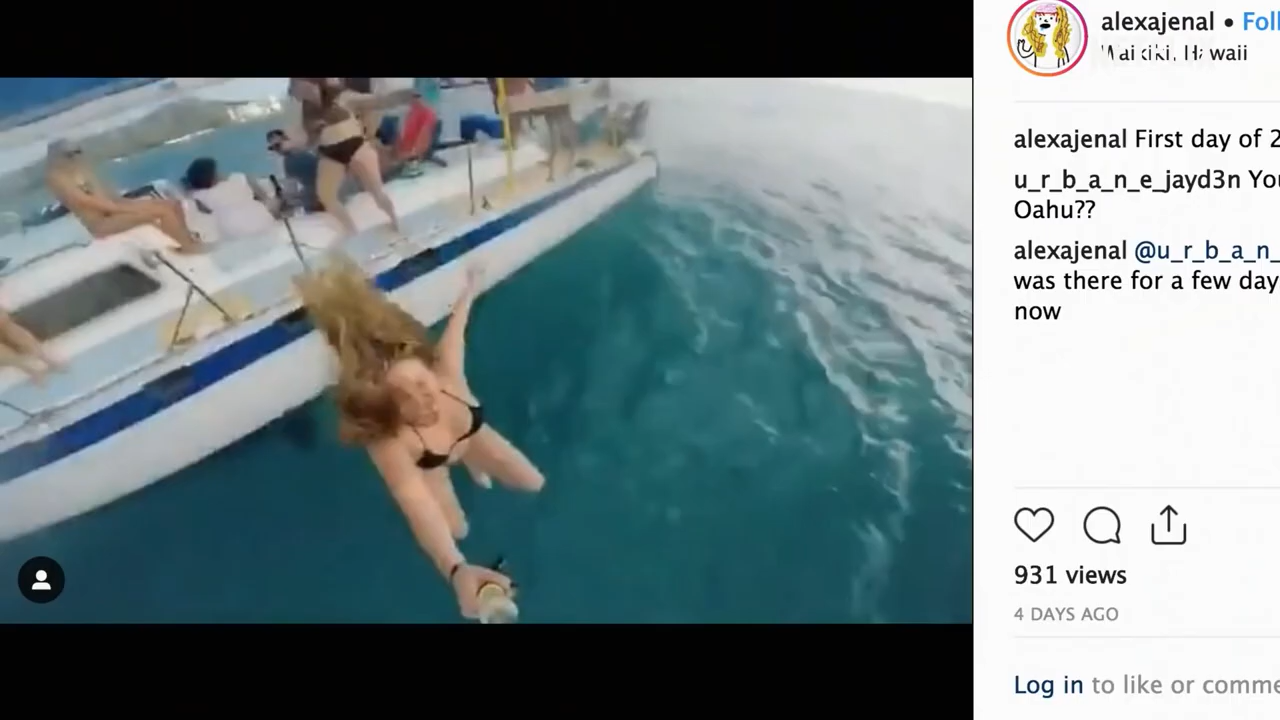 alexajenal • Foll
Waikiki, Hawaii
alexajenal First day of 2
u_r_b_a_n_e_jayd3n You
Oahu??
alexajenal @u_r_b_a_n_
was there for a few day
now
931 views
4 DAYS AGO
Log in to like or comme